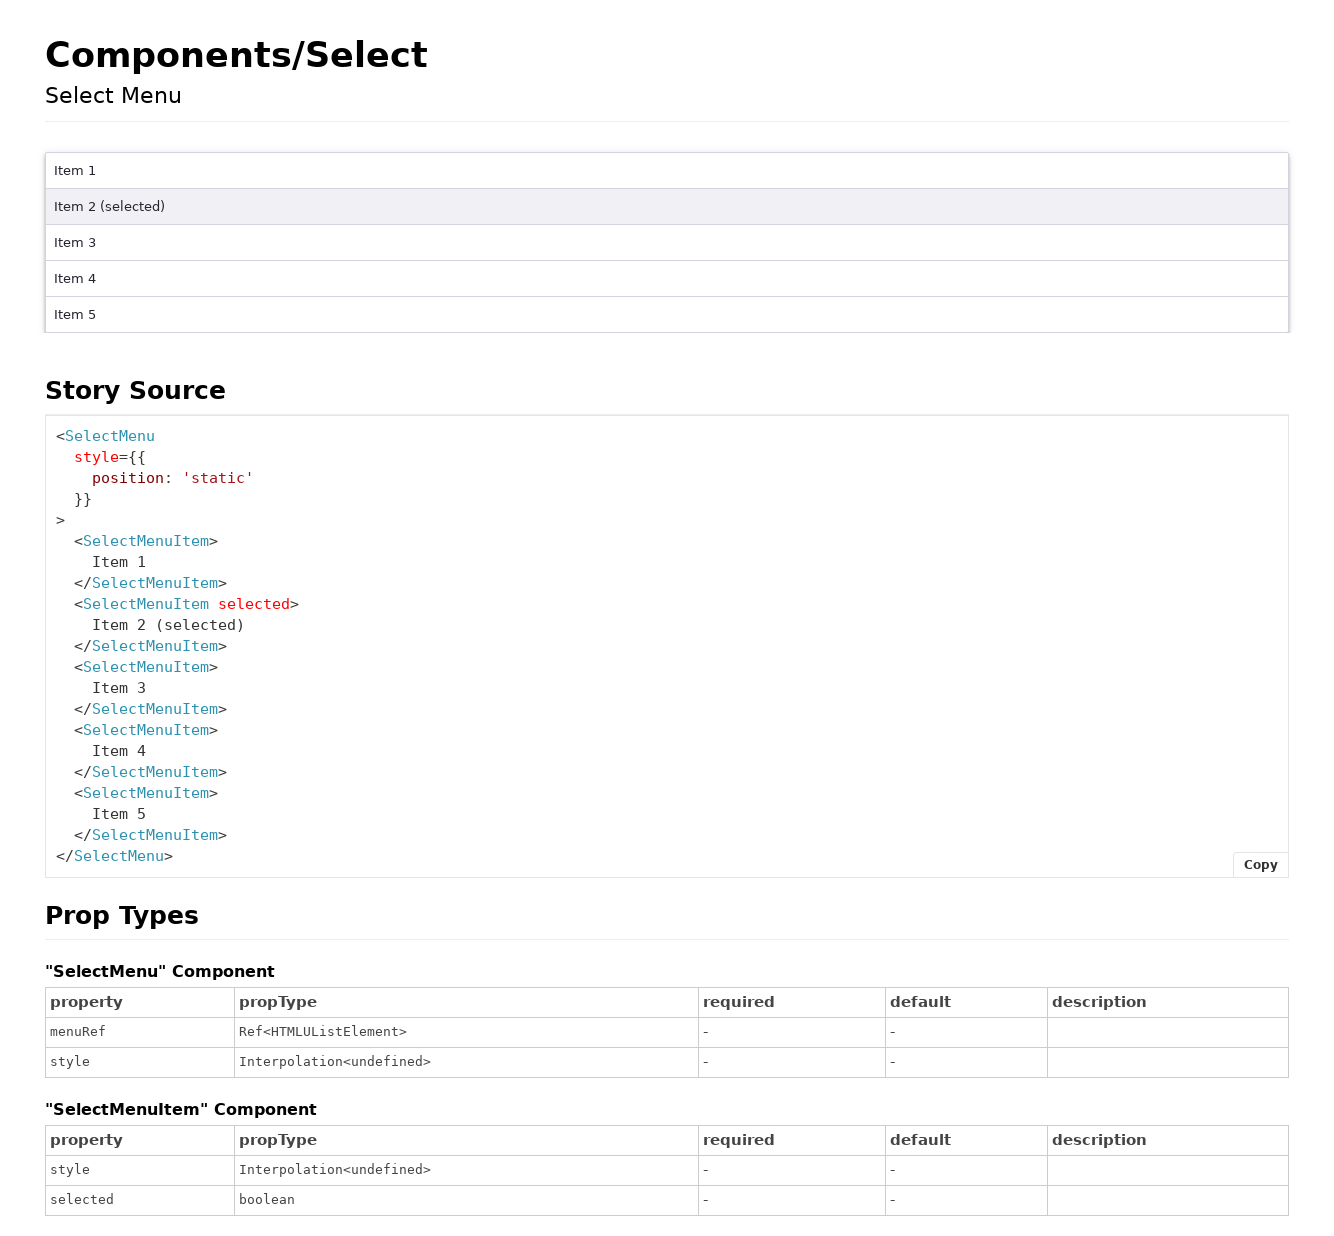 Components/Select
Select Menu
Item 1
Item 2 (selected)
Item 3
Item 4
Item 5
Story Source
<SelectMenu
  style={{
    position: 'static'
  }}
>
  <SelectMenuItem>
    Item 1
  </SelectMenuItem>
  <SelectMenuItem selected>
    Item 2 (selected)
  </SelectMenuItem>
  <SelectMenuItem>
    Item 3
  </SelectMenuItem>
  <SelectMenuItem>
    Item 4
  </SelectMenuItem>
  <SelectMenuItem>
    Item 5
  </SelectMenuItem>
</SelectMenu>
Copy
Prop Types
"SelectMenu" Component
property propType required default description
menuRef Ref<HTMLUListElement> - -
style Interpolation<undefined> - -
"SelectMenuItem" Component
property propType required default description
style Interpolation<undefined> - -
selected boolean - -